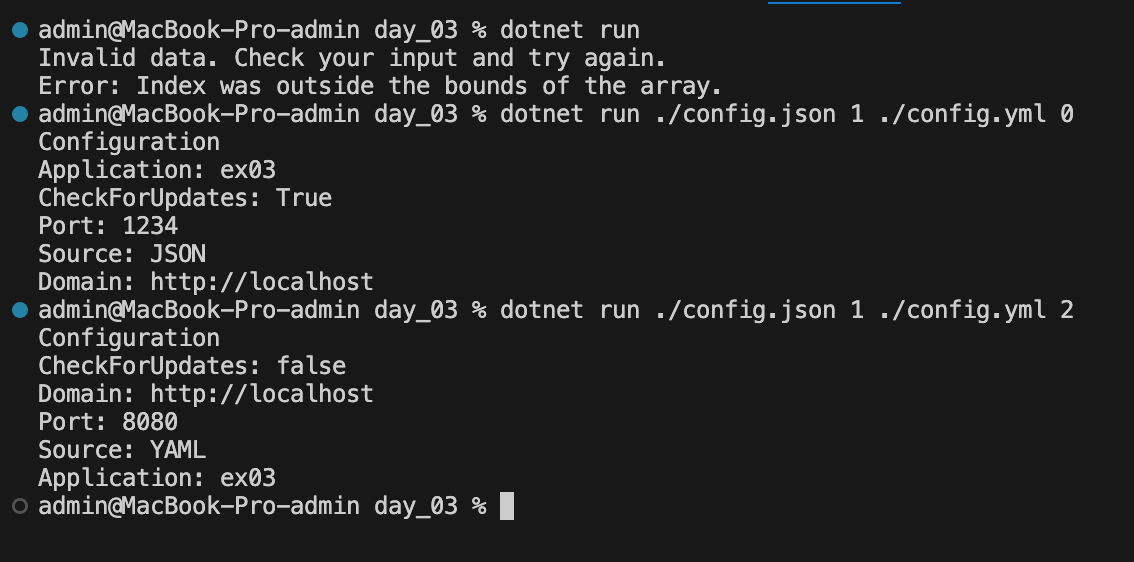 admin@MacBook-Pro-admin day_03 % dotnet run
Invalid data. Check your input and try again.
Error: Index was outside the bounds of the array.
admin@MacBook-Pro-admin day_03 % dotnet run ./config.json 1 ./config.yml 0
Configuration
Application: ex03
CheckForUpdates: True
Port: 1234
Source: JSON
Domain: http://localhost
admin@MacBook-Pro-admin day_03 % dotnet run ./config.json 1 ./config.yml 2
Configuration
CheckForUpdates: false
Domain: http://localhost
Port: 8080
Source: YAML
Application: ex03
admin@MacBook-Pro-admin day_03 %